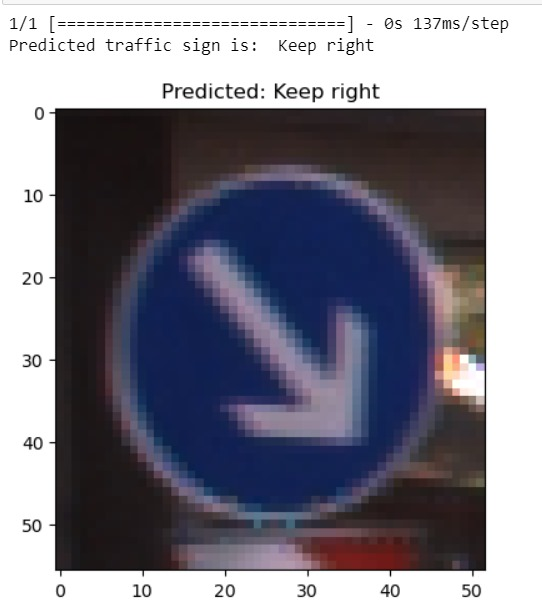 1/1 [==============================] - 0s 137ms/step
Predicted traffic sign is:  Keep right
Predicted: Keep right
0
10
20
30
40
50
0 10 20 30 40 50